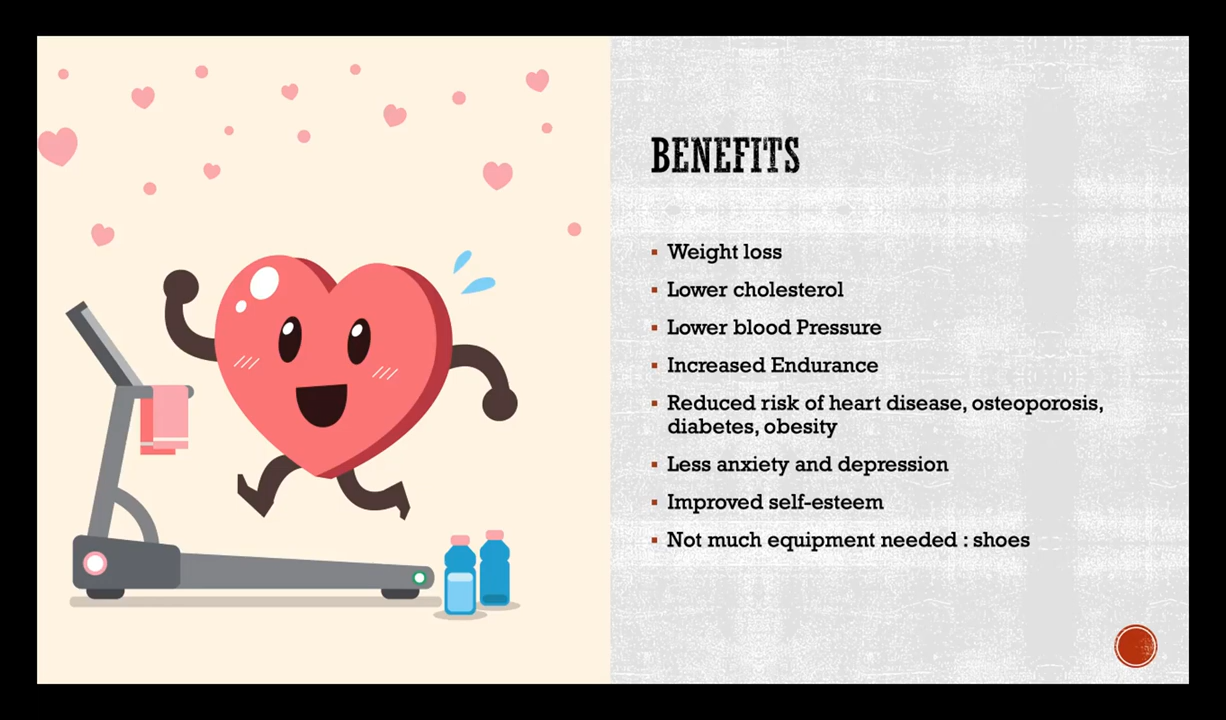 BENEFITS
Weight loss
Lower cholesterol
Lower blood Pressure
Increased Endurance
Reduced risk of heart disease, osteoporosis,
diabetes, obesity
Less anxiety and depression
Improved self-esteem
Not much equipment needed : shoes